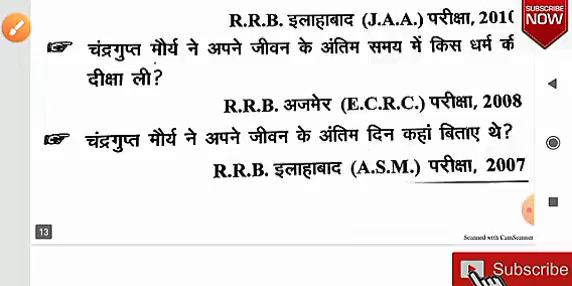 R.R.B. इलाहाबाद (J.A.A.) परीक्षा, 201
SUBSCRIBE
NOW
चंद्रगुप्त मौर्य ने अपने जीवन के अंतिम समय में किस धर्म की
दीक्षा ली?
R.R.B. अजमेर (E.C.R.C.) परीक्षा, 2008
चंद्रगुप्त मौर्य ने अपने जीवन के अंतिम दिन कहां बिताए थे?
R.R.B. इलाहाबाद (A.S.M.) परीक्षा, 2007
13
Scanned with CamScanner
Subscribe